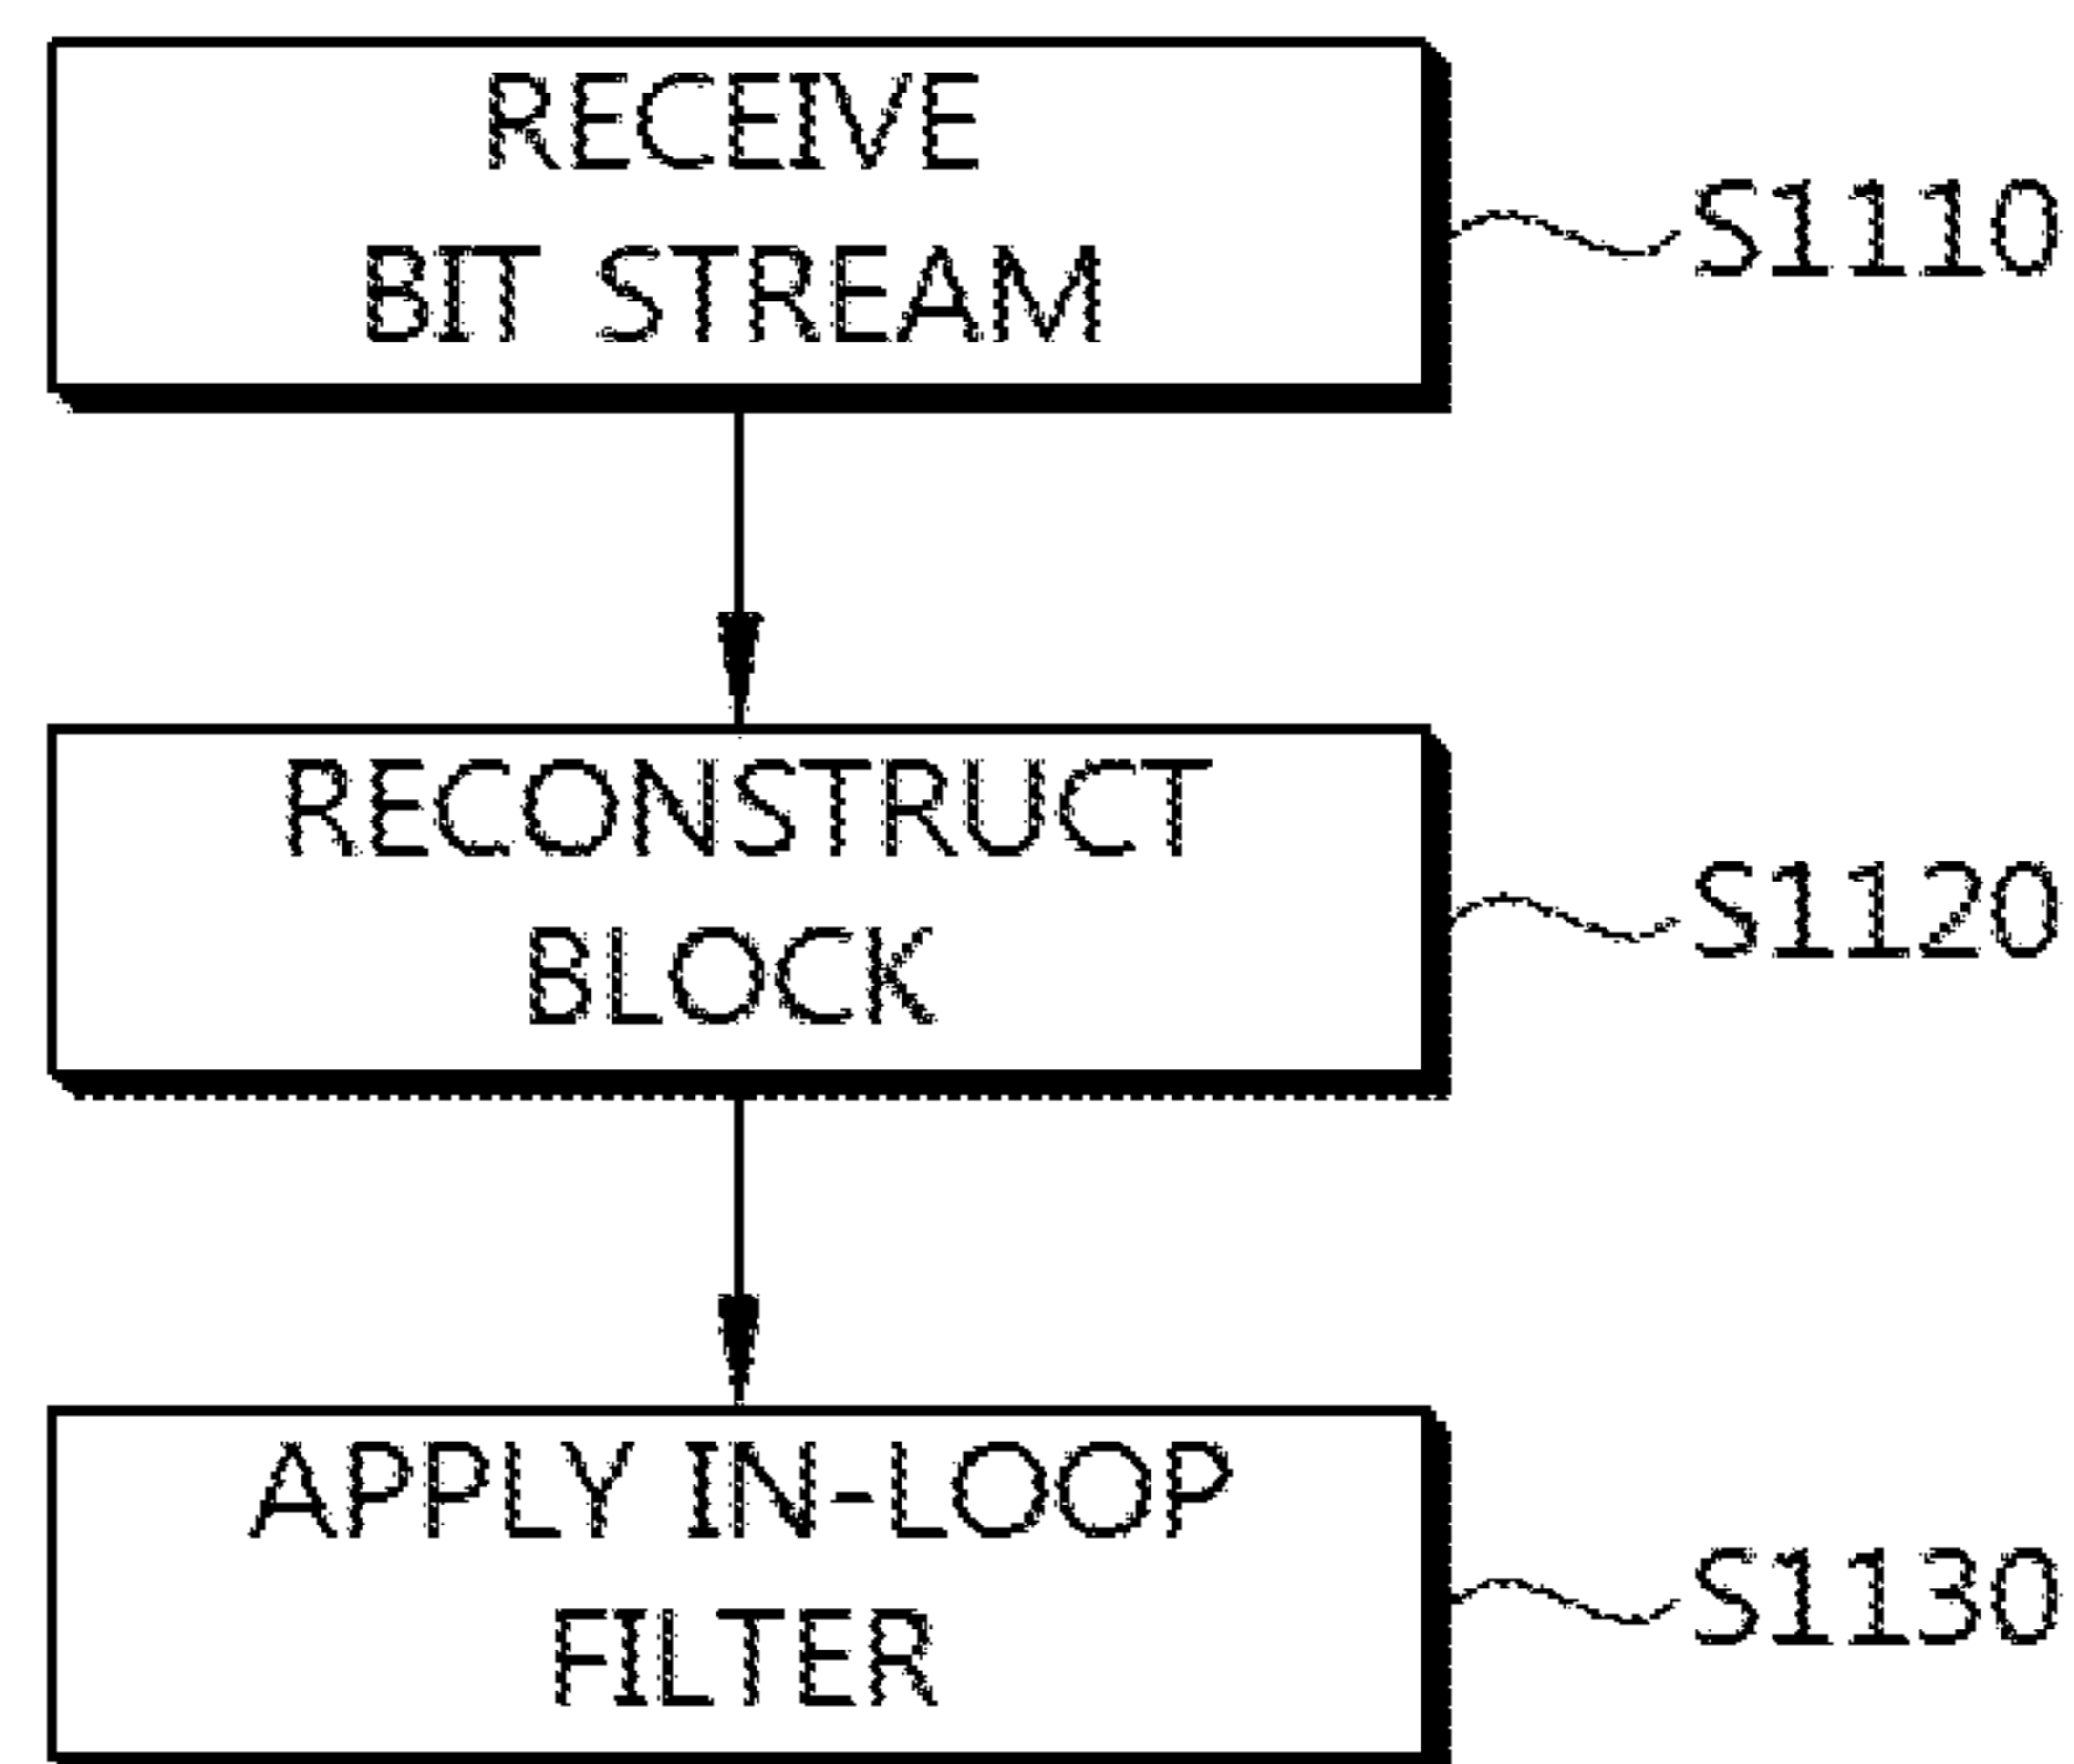 RECEIVE
BIT STREAM
S1110
RECONSTRUCT
BLOCK
S1120
APPLY IN-LOOP
FILTER
S1130